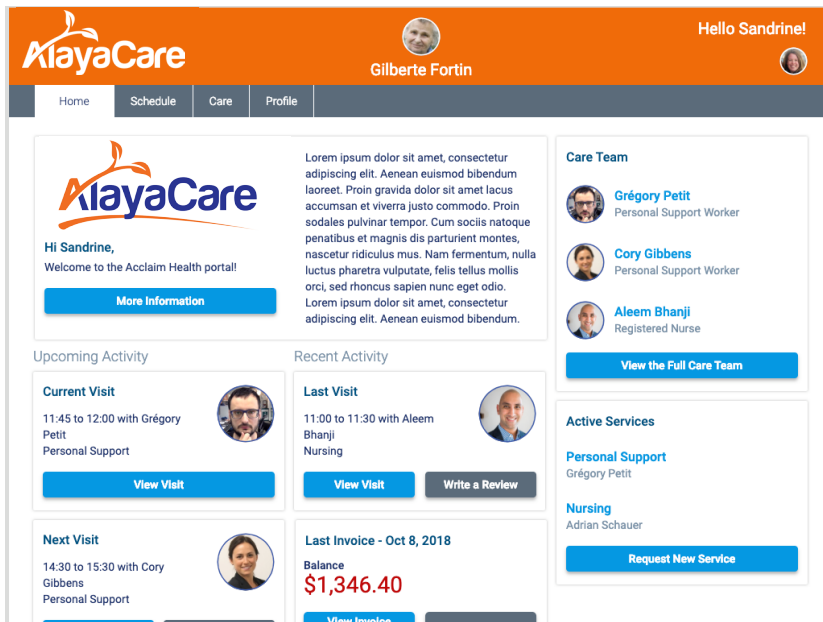 AlayaCare
Gilberte Fortin
Hello Sandrine!
Home
Schedule
Care
Profile
AlayaCare
Hi Sandrine,
Welcome to the Acclaim Health portal!
More Information
Lorem ipsum dolor sit amet, consectetur
adipiscing elit. Aenean euismod bibendum
laoreet. Proin gravida dolor sit amet lacus
accumsan et viverra justo commodo. Proin
sodales pulvinar tempor. Cum sociis natoque
penatibus et magnis dis parturient montes,
nascetur ridiculus mus. Nam fermentum, nulla
luctus pharetra vulputate, felis tellus mollis
orci, sed rhoncus sapien nunc eget odio.
Lorem ipsum dolor sit amet, consectetur
adipiscing elit. Aenean euismod bibendum.
Upcoming Activity
Current Visit
11:45 to 12:00 with Grégory
Petit
Personal Support
View Visit
Next Visit
14:30 to 15:30 with Cory
Gibbens
Personal Support
Recent Activity
Last Visit
11:00 to 11:30 with Aleem
Bhanji
Nursing
View Visit
Write a Review
Last Invoice - Oct 8, 2018
Balance
$1,346.40
View Invoice
Care Team
Grégory Petit
Personal Support Worker
Cory Gibbens
Personal Support Worker
Aleem Bhanji
Registered Nurse
View the Full Care Team
Active Services
Personal Support
Grégory Petit
Nursing
Adrian Schauer
Request New Service